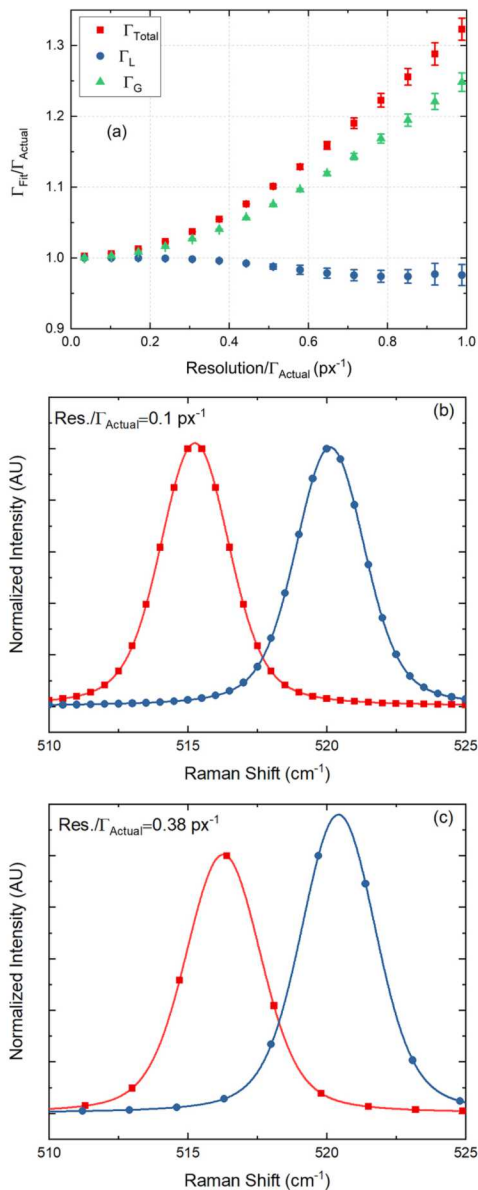 Γ_Total
Γ_L
Γ_G
(a)
Γ_Fit/Γ_Actual
1.3
1.2
1.1
1.0
0.9
0.0 0.2 0.4 0.6 0.8 1.0
Resolution/Γ_Actual (px⁻¹)
Res./Γ_Actual=0.1 px⁻¹
(b)
Normalized Intensity (AU)
510 515 520 525
Raman Shift (cm⁻¹)
Res./Γ_Actual=0.38 px⁻¹
(c)
Normalized Intensity (AU)
510 515 520 525
Raman Shift (cm⁻¹)